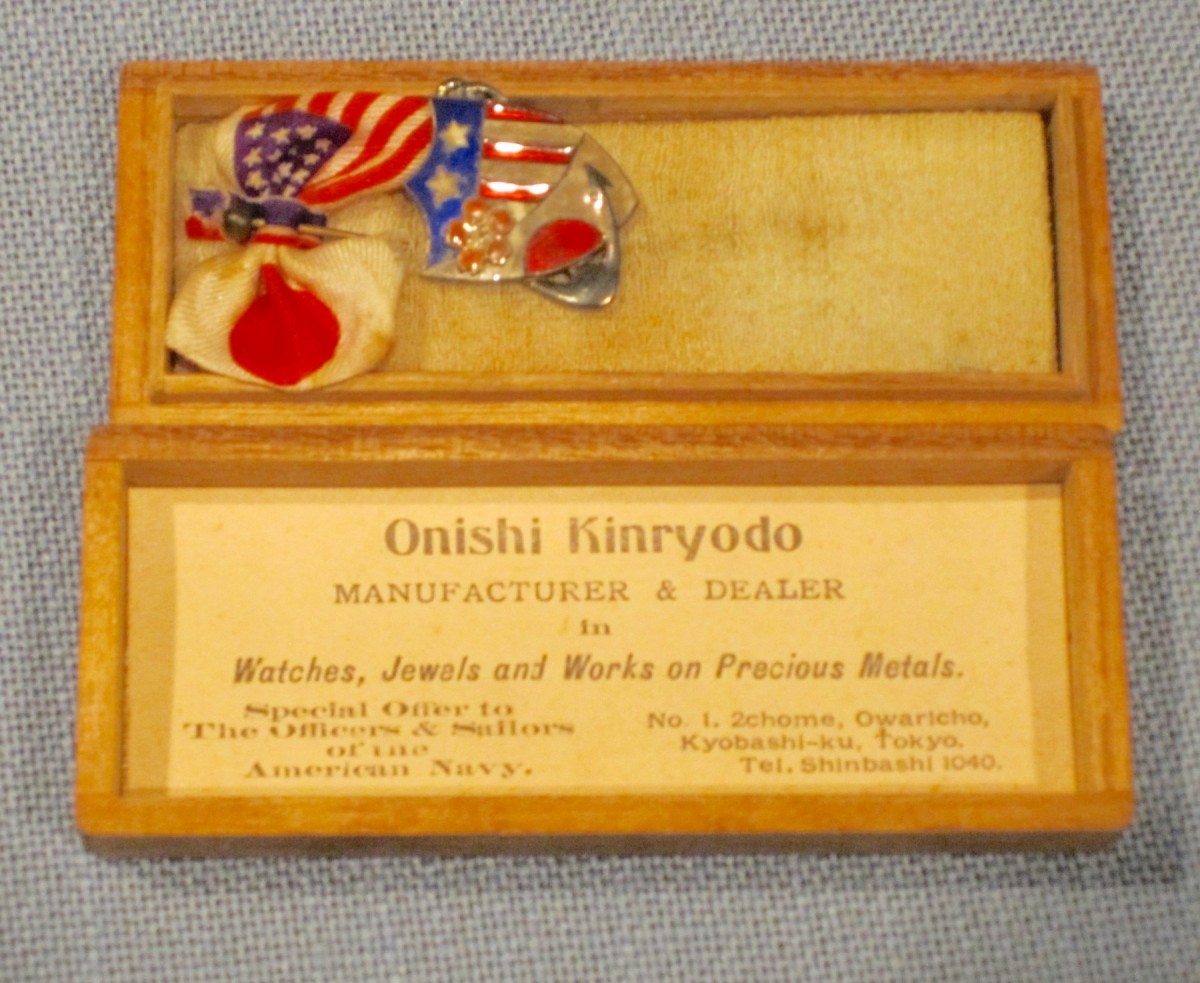 Onishi Kinryodo
MANUFACTURER & DEALER
in
Watches, Jewels and Works on Precious Metals.
Special Offer to
The Officers & Sailors
of the
American Navy.
No. 1. 2chome, Owaricho,
Kyobashi-ku, Tokyo.
Tel. Shinbashi 1040.